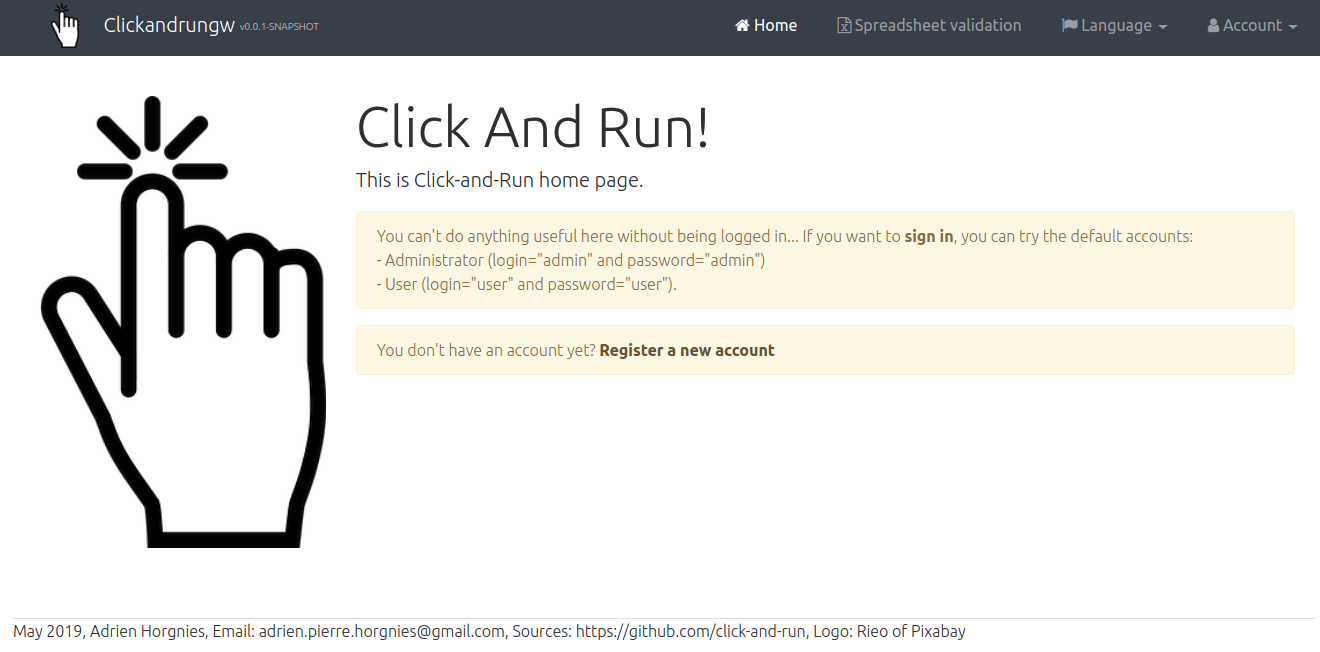 Clickandrungw v0.0.1-SNAPSHOT Home Spreadsheet validation Language Account
Click And Run!
This is Click-and-Run home page.
You can't do anything useful here without being logged in... If you want to sign in, you can try the default accounts:
- Administrator (login="admin" and password="admin")
- User (login="user" and password="user").
You don't have an account yet? Register a new account
May 2019, Adrien Horgnies, Email: adrien.pierre.horgnies@gmail.com, Sources: https://github.com/click-and-run, Logo: Rieo of Pixabay